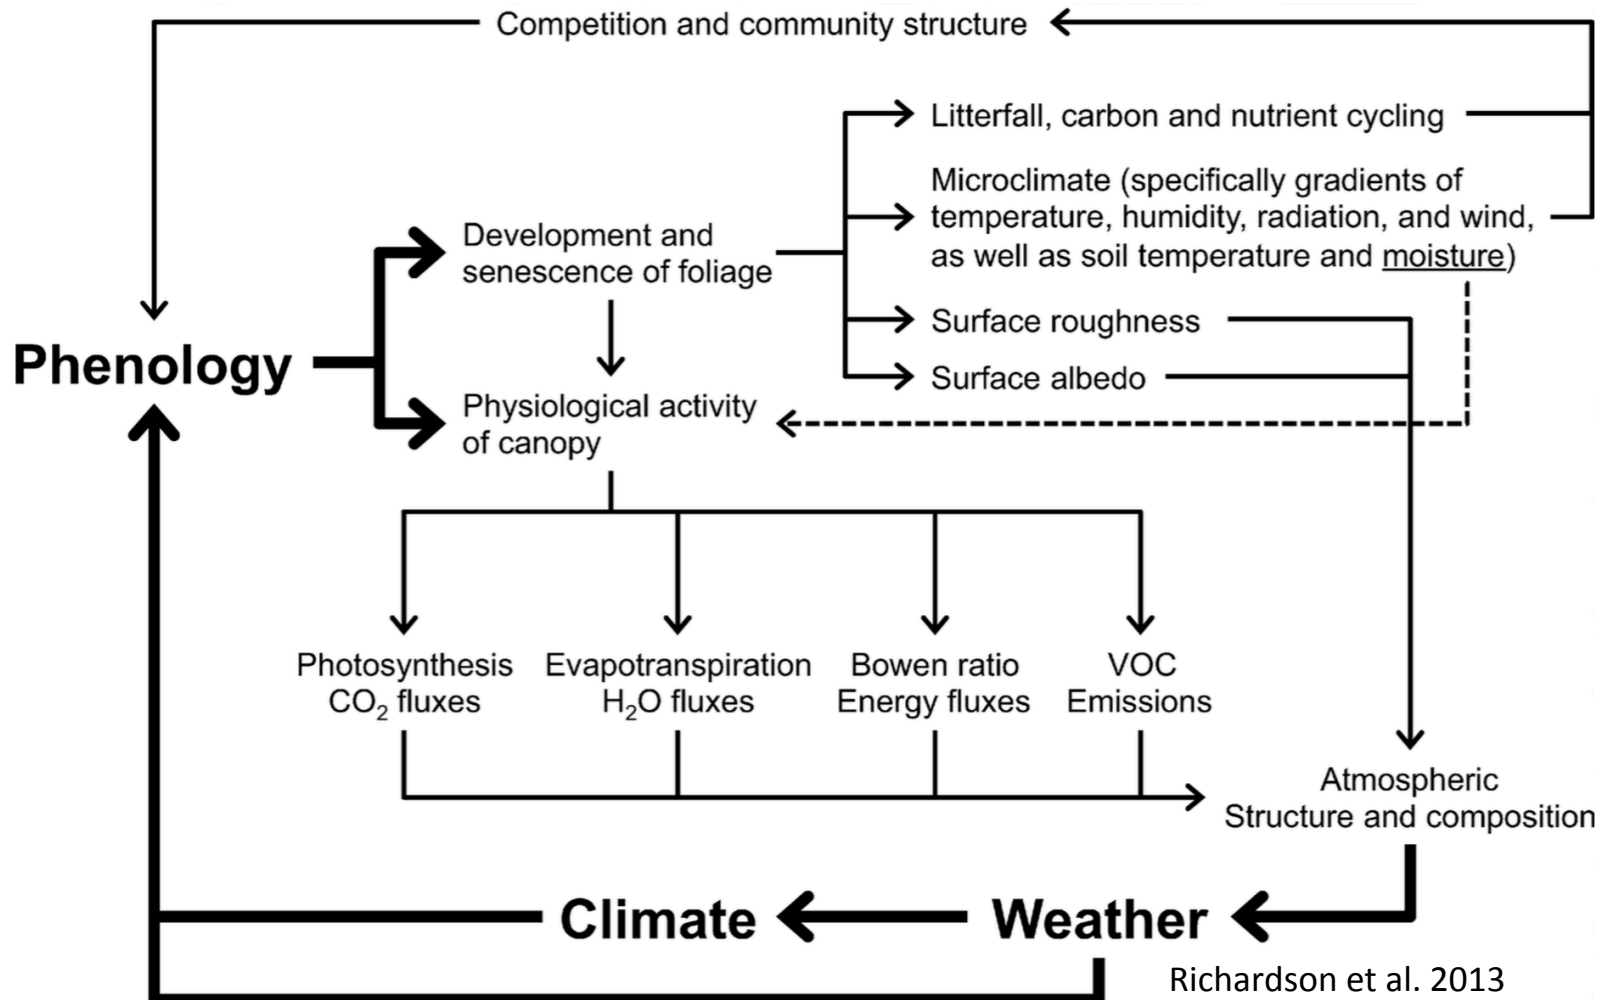 Competition and community structure
Litterfall, carbon and nutrient cycling
Microclimate (specifically gradients of
temperature, humidity, radiation, and wind,
as well as soil temperature and moisture)
Development and
senescence of foliage
Surface roughness
Phenology
Surface albedo
Physiological activity
of canopy
Photosynthesis
CO₂ fluxes
Evapotranspiration
H₂O fluxes
Bowen ratio
Energy fluxes
VOC
Emissions
Atmospheric
Structure and composition
Climate
Weather
Richardson et al. 2013